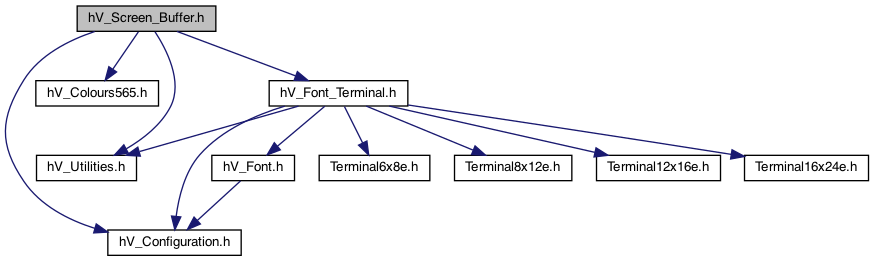 hV_Screen_Buffer.h
hV_Colours565.h
hV_Font_Terminal.h
hV_Utilities.h
hV_Font.h
Terminal6x8e.h
Terminal8x12e.h
Terminal12x16e.h
Terminal16x24e.h
hV_Configuration.h